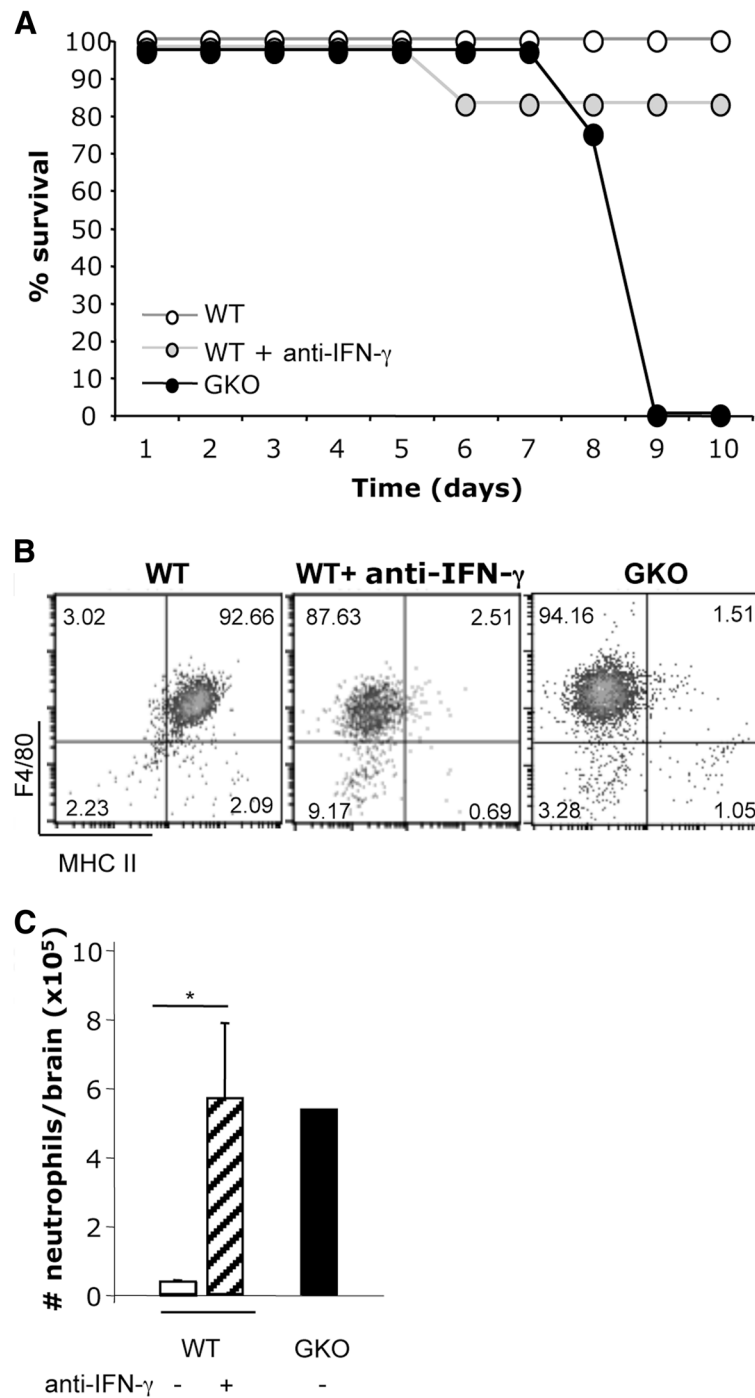 A
100
90
80
70
60
50
40
30
20
10
0
% survival
WT
WT + anti-IFN-γ
GKO
1 2 3 4 5 6 7 8 9 10
Time (days)
B
WT WT+ anti-IFN-γ GKO
3.02 92.66 87.63 2.51 94.16 1.51
2.23 2.09 9.17 0.69 3.28 1.05
F4/80
MHC II
C
# neutrophils/brain (x10⁵)
10
8
6
4
2
0
*
WT GKO
anti-IFN-γ - + -